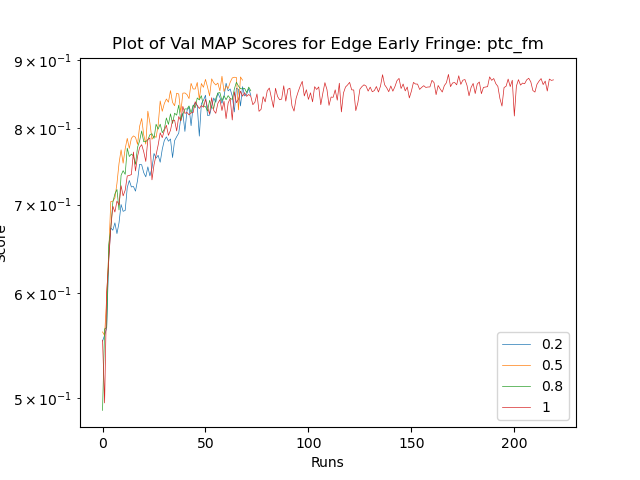 Plot of Val MAP Scores for Edge Early Fringe: ptc_fm
9 × 10⁻¹
8 × 10⁻¹
7 × 10⁻¹
6 × 10⁻¹
5 × 10⁻¹
Score
0.2
0.5
0.8
1
0 50 100 150 200
Runs